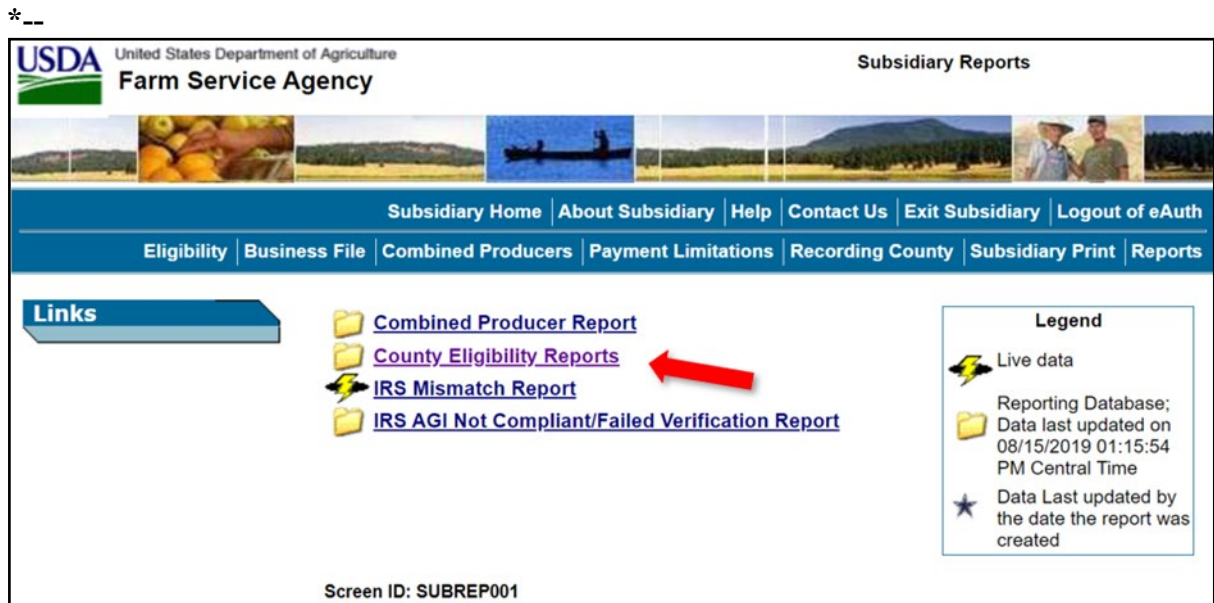 *--
USDA
United States Department of Agriculture
Farm Service Agency
Subsidiary Reports
Subsidiary Home | About Subsidiary | Help | Contact Us | Exit Subsidiary | Logout of eAuth
Eligibility | Business File | Combined Producers | Payment Limitations | Recording County | Subsidiary Print | Reports
Links
Combined Producer Report
County Eligibility Reports
IRS Mismatch Report
IRS AGI Not Compliant/Failed Verification Report
Legend
Live data
Reporting Database;
Data last updated on
08/15/2019 01:15:54
PM Central Time
Data Last updated by
the date the report was
created
Screen ID: SUBREP001